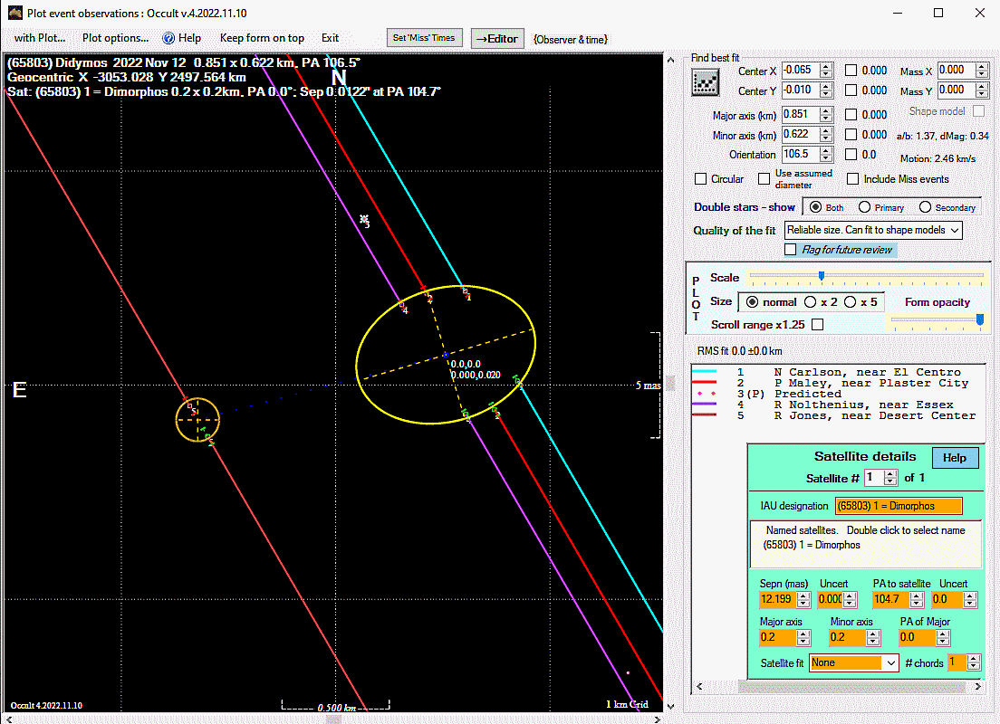 Plot event observations : Occult v.4.2022.11.10
with Plot... Plot options... Help Keep form on top Exit Set 'Miss' Times →Editor {Observer & time}
(65803) Didymos 2022 Nov 12 0.851 x 0.622 km, PA 106.5°
Geocentric X -3053.028 Y 2497.564 km
Sat: (65803) 1 = Dimorphos 0.2 x 0.2km, PA 0.0°; Sep 0.0122" at PA 104.7°
N
3
2
1
4
0.0,0.0
0.000,0.020
E
5
5 mas
Occult 4.2022.11.10
0.500 km
1 km Grid
Find best fit
Center X -0.065 0.000 Mass X 0.000
Center Y -0.010 0.000 Mass Y 0.000
Major axis (km) 0.851 0.000 Shape model
Minor axis (km) 0.622 0.000 a/b: 1.37, dMag: 0.34
Orientation 106.5 0.0 Motion: 2.46 km/s
Circular Use assumed diameter Include Miss events
Double stars - show Both Primary Secondary
Quality of the fit Reliable size. Can fit to shape models
Flag for future review
PLOT
Scale
Size normal x 2 x 5 Form opacity
Scroll range x1.25
RMS fit 0.0 ±0.0 km
1 N Carlson, near El Centro
2 P Maley, near Plaster City
3(P) Predicted
4 R Nolthenius, near Essex
5 R Jones, near Desert Center
Satellite details Help
Satellite # 1 of 1
IAU designation (65803) 1 = Dimorphos
Named satellites. Double click to select name
(65803) 1 = Dimorphos
Sepn (mas) Uncert PA to satellite Uncert
12.199 0.000 104.7 0.0
Major axis Minor axis PA of Major
0.2 0.2 0.0
Satellite fit None # chords 1